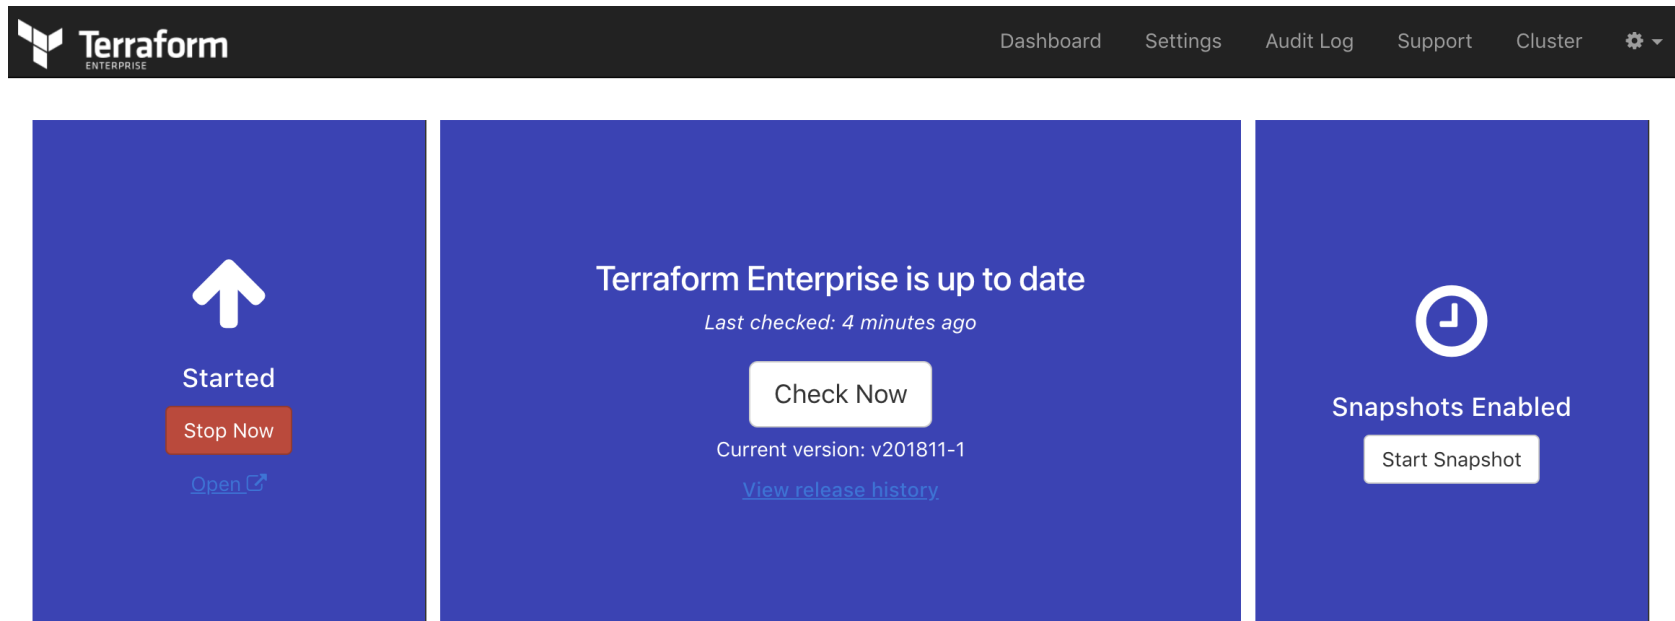 Terraform
ENTERPRISE
Dashboard Settings Audit Log Support Cluster
Started
Stop Now
Open
Terraform Enterprise is up to date
Last checked: 4 minutes ago
Check Now
Current version: v201811-1
View release history
Snapshots Enabled
Start Snapshot